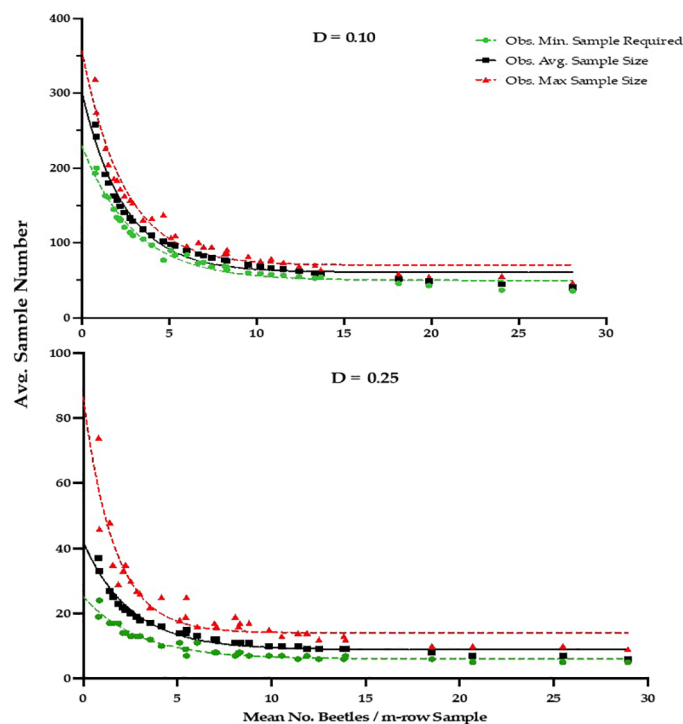 D = 0.10
Obs. Min. Sample Required
Obs. Avg. Sample Size
Obs. Max Sample Size
400
300
200
100
0
0 5 10 15 20 25 30
Avg. Sample Number
D = 0.25
100
80
60
40
20
0
0 5 10 15 20 25 30
Mean No. Beetles / m-row Sample